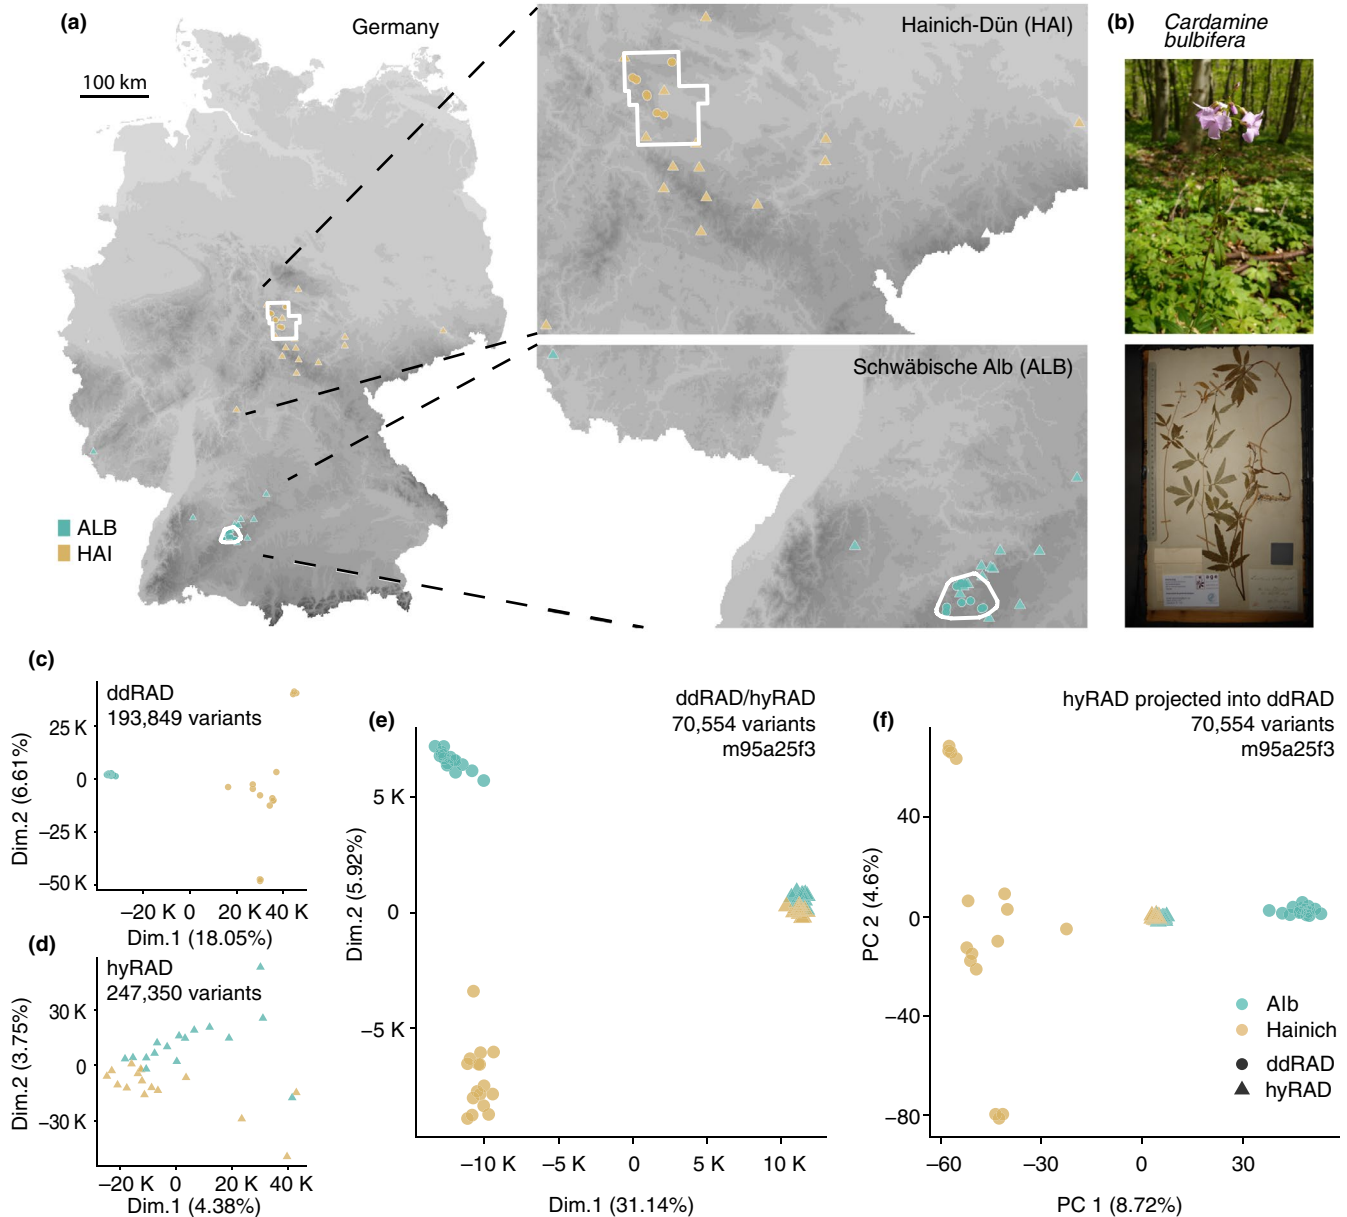 (a)
Germany
100 km
ALB
HAI
Hainich-Dün (HAI)
Schwäbische Alb (ALB)
(b)
Cardamine
bulbifera
(c)
ddRAD
193,849 variants
25 K
0
–25 K
–50 K
Dim.2 (6.61%)
–20 K 0 20 K 40 K
Dim.1 (18.05%)
(d)
hyRAD
247,350 variants
30 K
0
–30 K
Dim.2 (3.75%)
–20 K 0 20 K 40 K
Dim.1 (4.38%)
(e)
ddRAD/hyRAD
70,554 variants
m95a25f3
5 K
0
–5 K
Dim.2 (5.92%)
–10 K –5 K 0 5 K 10 K
Dim.1 (31.14%)
(f)
hyRAD projected into ddRAD
70,554 variants
m95a25f3
40
0
–40
–80
PC 2 (4.6%)
–60 –30 0 30
PC 1 (8.72%)
Alb
Hainich
ddRAD
hyRAD